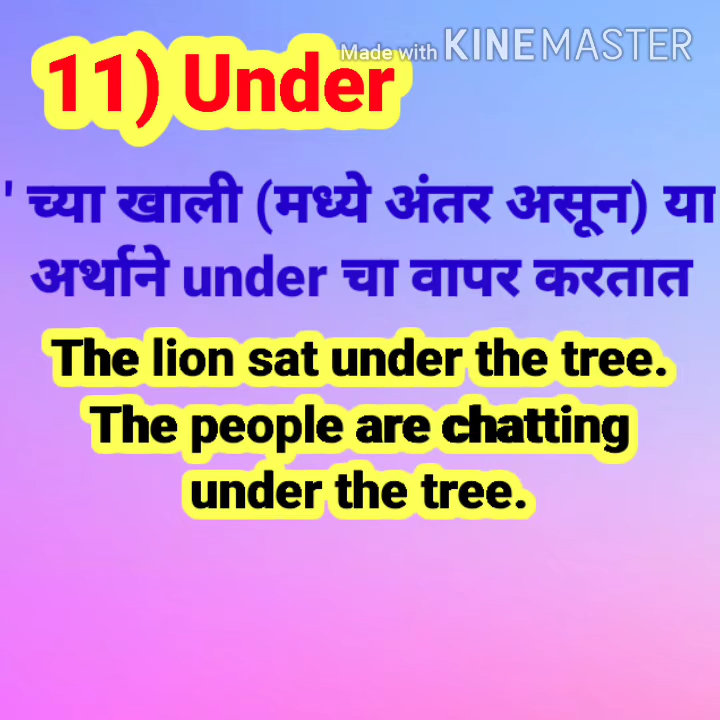 Made with KINEMASTER
11) Under
' च्या खाली (मध्ये अंतर असून) या
अर्थाने under चा वापर करतात
The lion sat under the tree.
The people are chatting
under the tree.